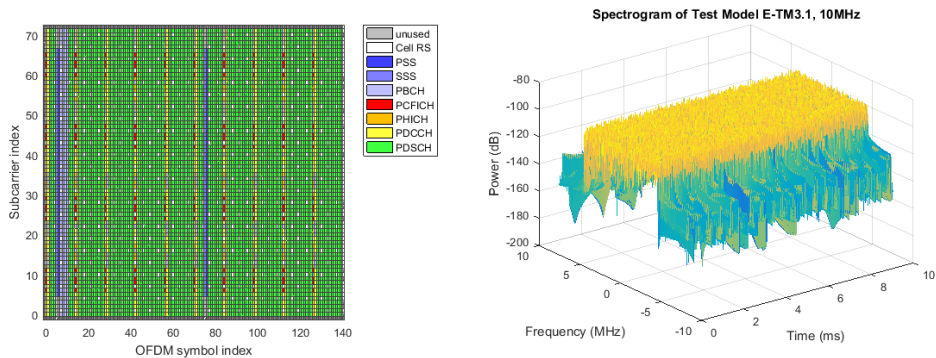 70
60
50
40
30
20
10
0
Subcarrier index
0 20 40 60 80 100 120 140
OFDM symbol index
unused
Cell RS
PSS
SSS
PBCH
PCFICH
PHICH
PDCCH
PDSCH
Spectrogram of Test Model E-TM3.1, 10MHz
-80
-100
-120
-140
-160
-180
-200
Power (dB)
10
5
0
-5
-10
Frequency (MHz)
0
2
4
6
8
10
Time (ms)